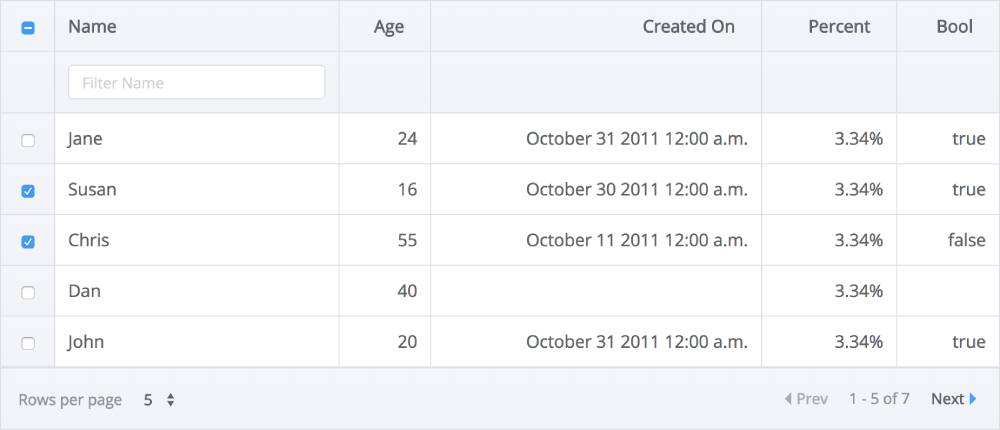 Name Age Created On Percent Bool
Filter Name
Jane 24 October 31 2011 12:00 a.m. 3.34% true
Susan 16 October 30 2011 12:00 a.m. 3.34% true
Chris 55 October 11 2011 12:00 a.m. 3.34% false
Dan 40 3.34%
John 20 October 31 2011 12:00 a.m. 3.34% true
Rows per page 5 Prev 1 - 5 of 7 Next